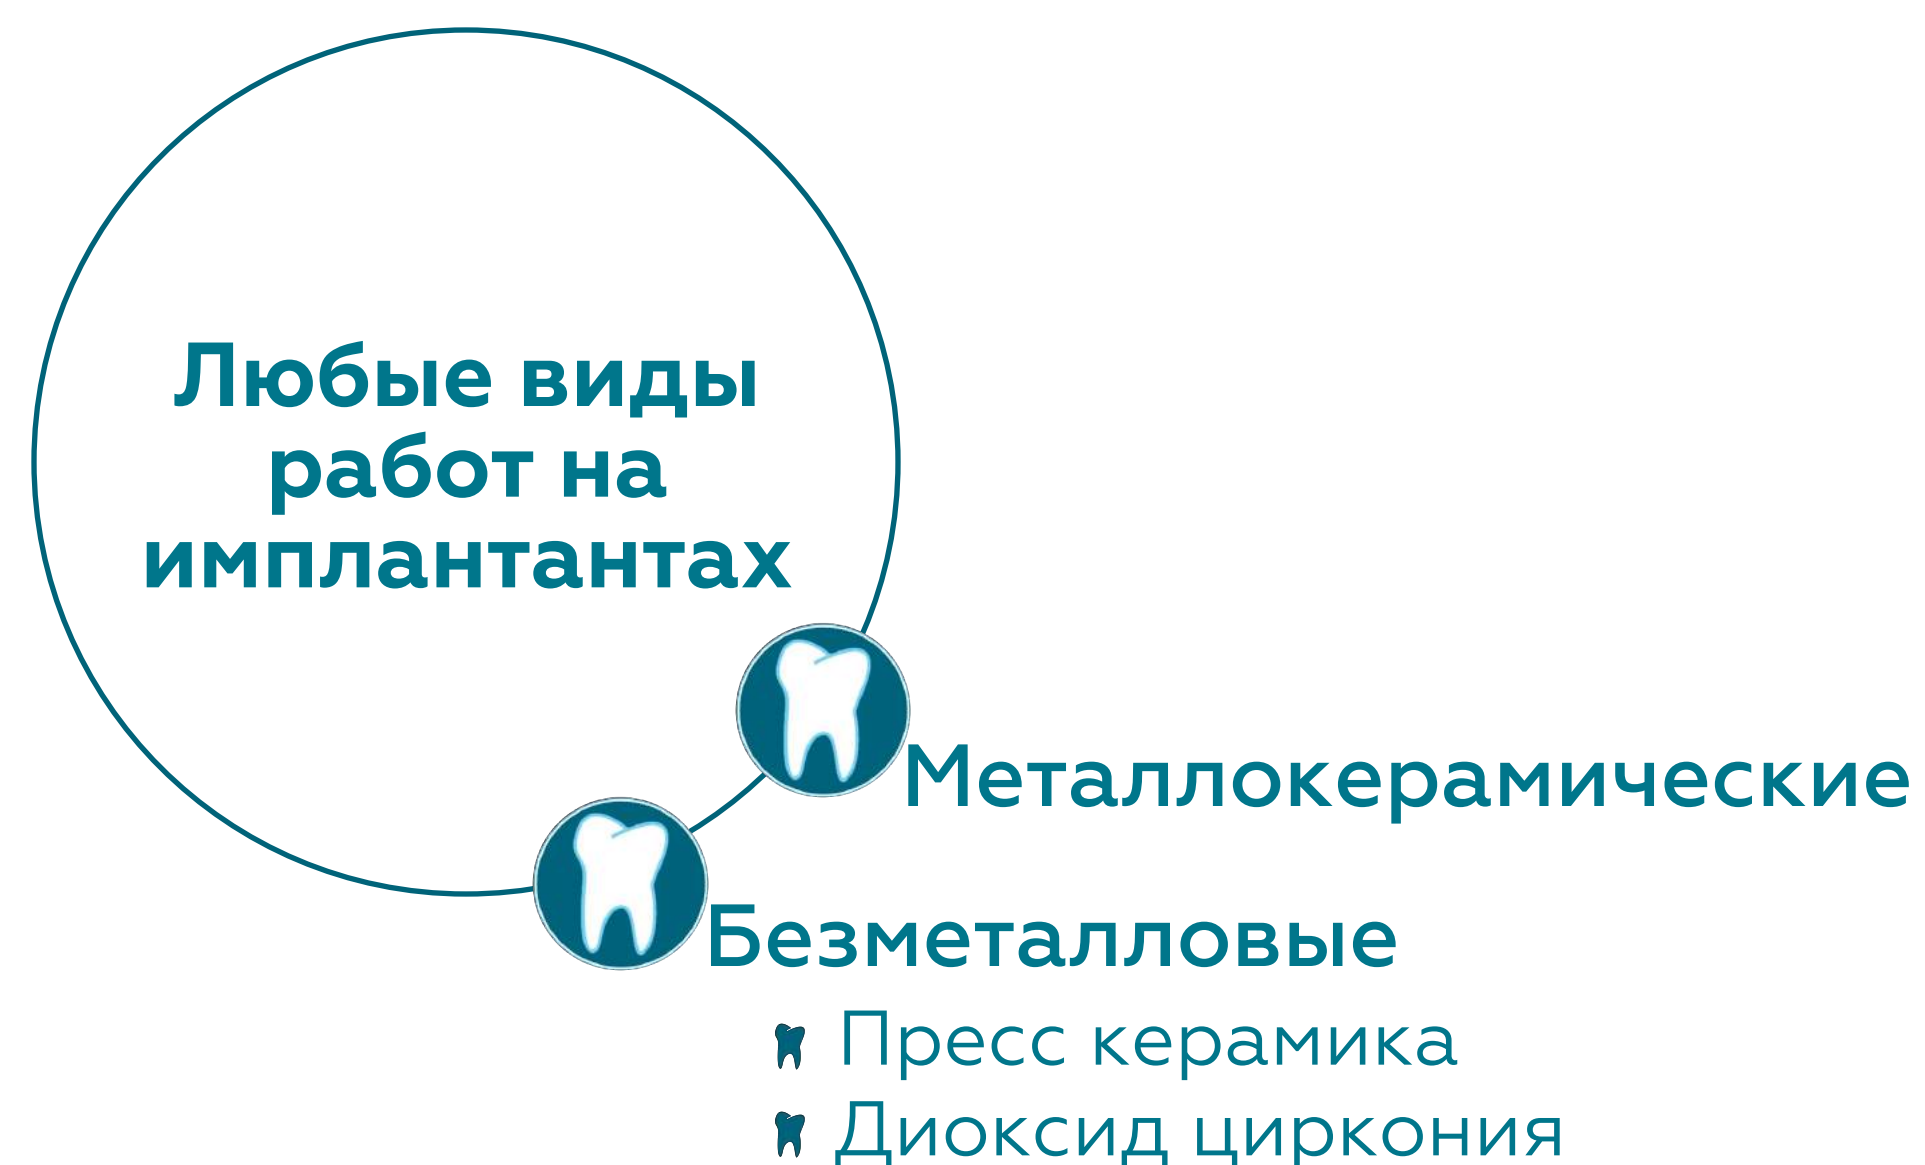 Любые виды
работ на
имплантантах
Металлокерамические
Безметалловые
Пресс керамика
Диоксид циркония